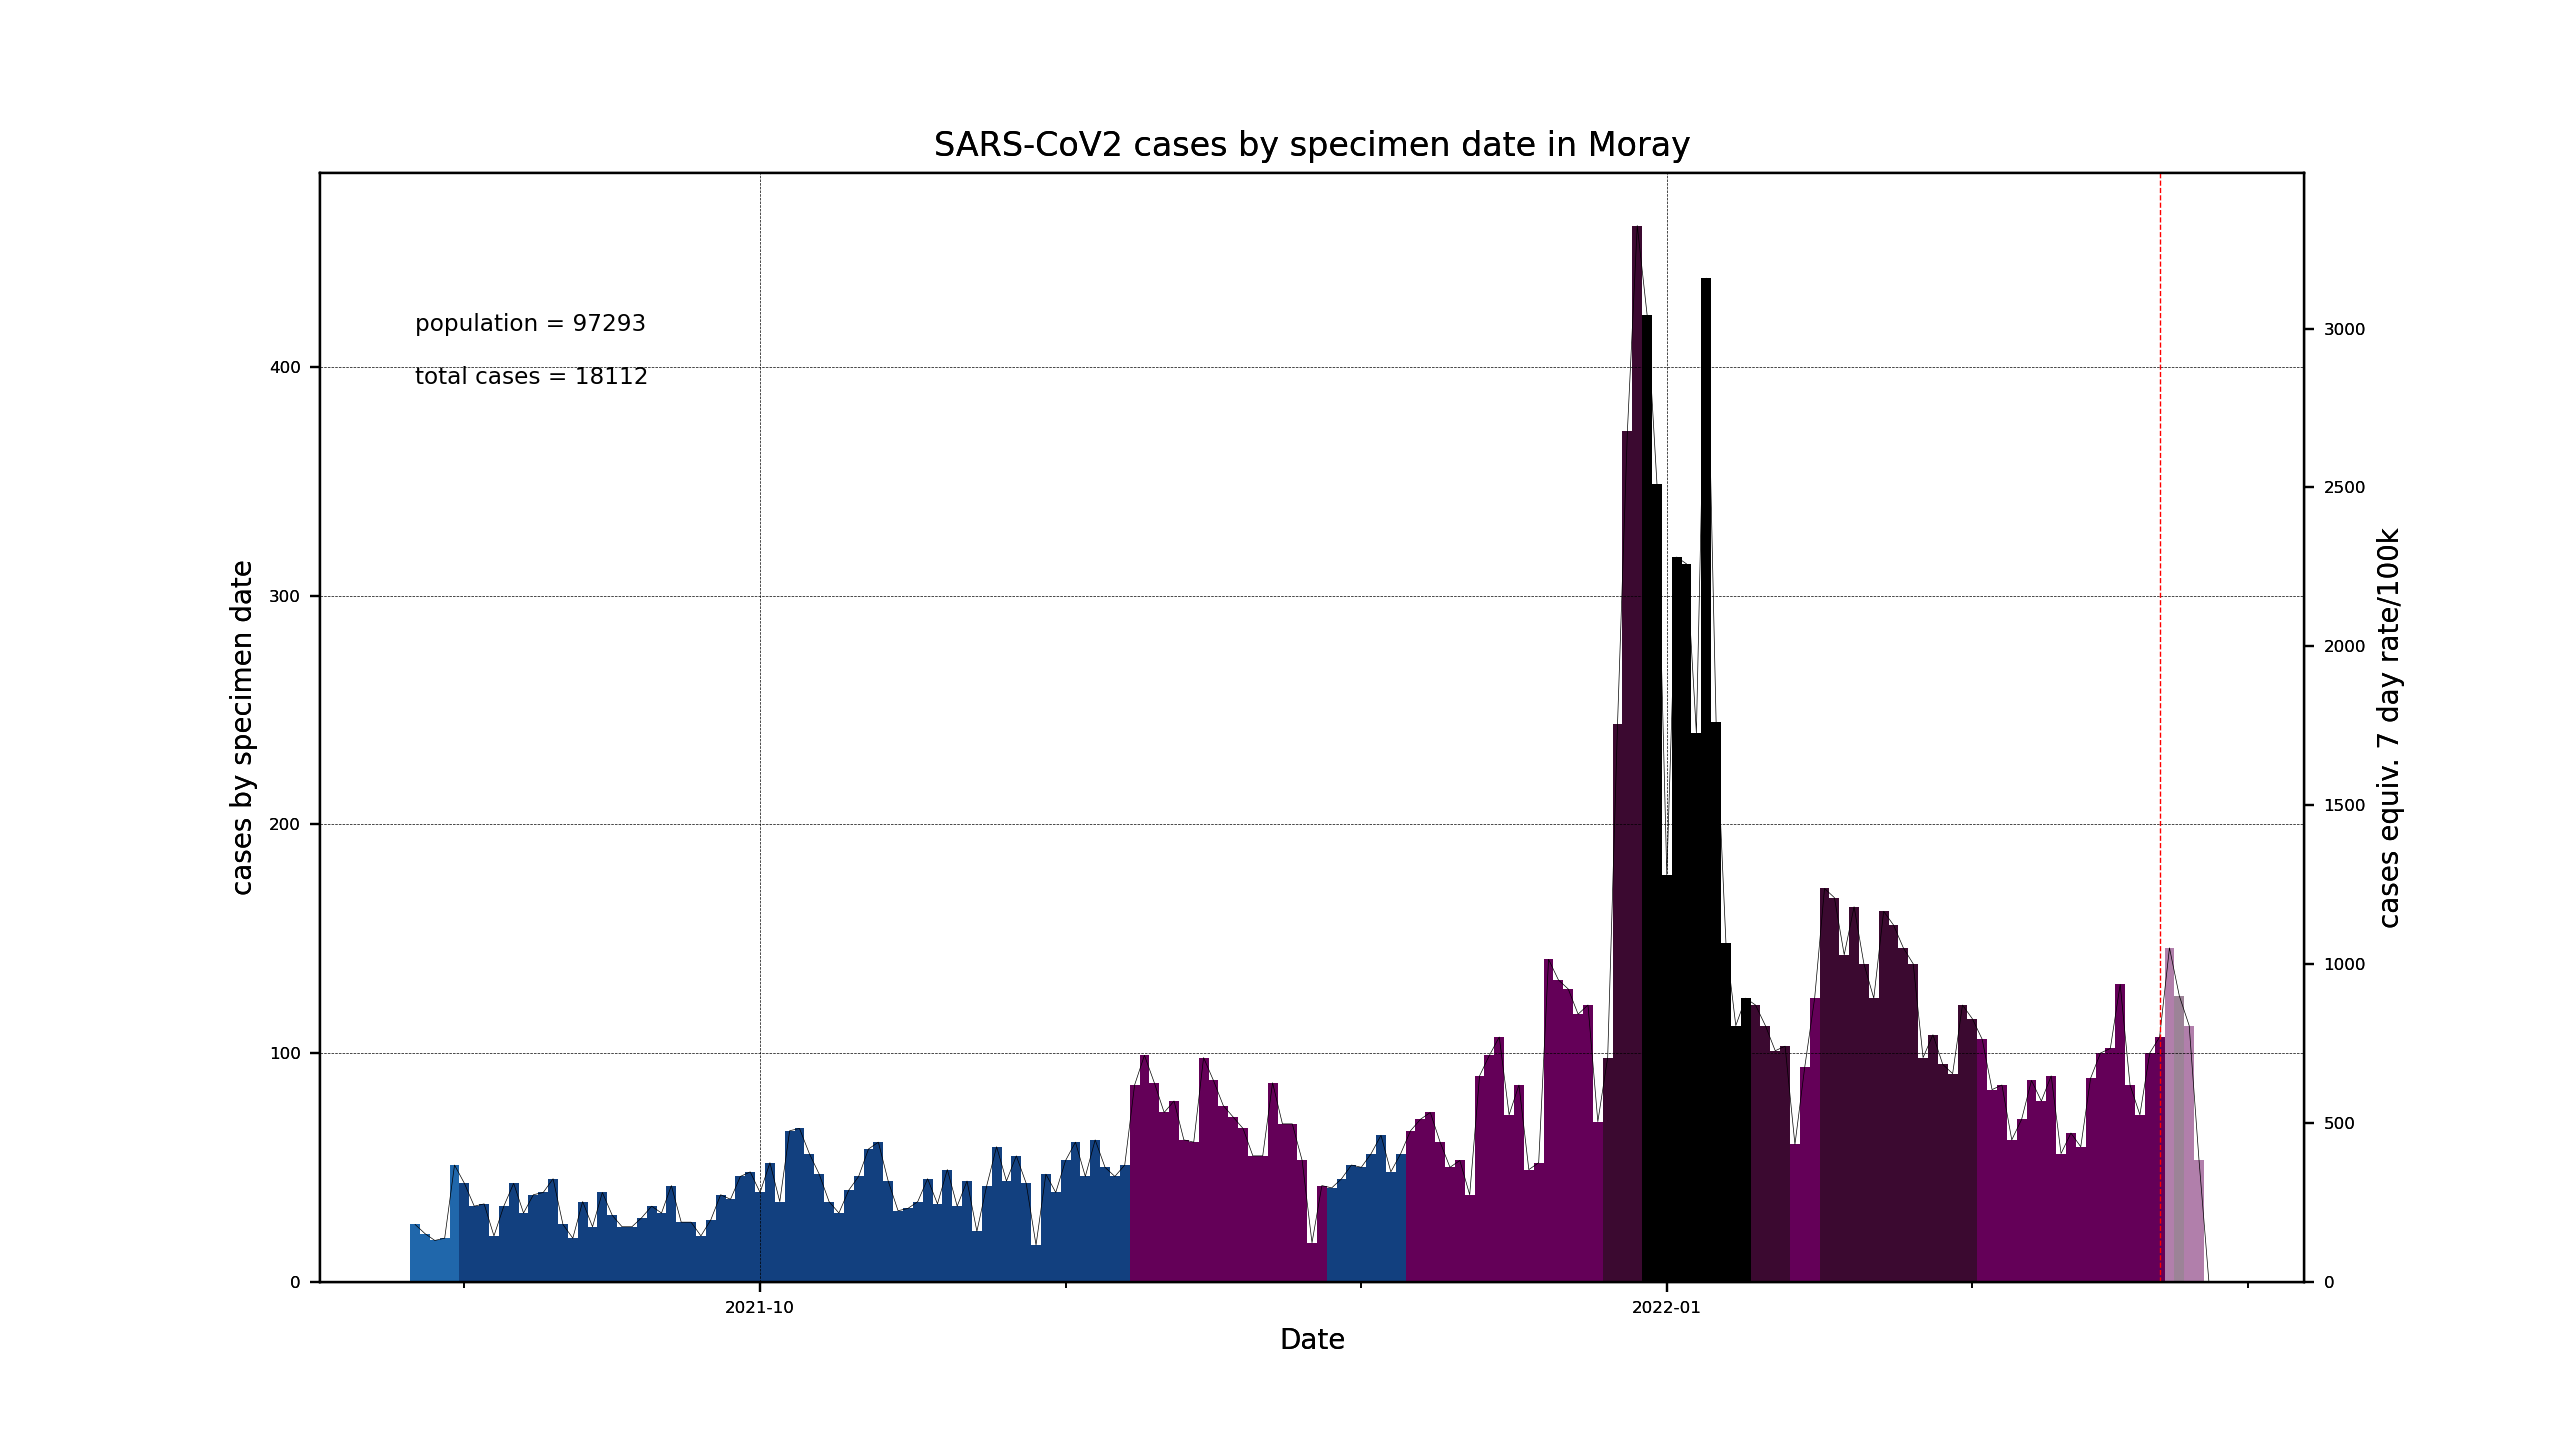 SARS-CoV2 cases by specimen date in Moray
population = 97293
total cases = 18112
cases by specimen date
400
300
200
100
0
3000
2500
2000
1500
1000
500
0
cases equiv. 7 day rate/100k
2021-10
2022-01
Date